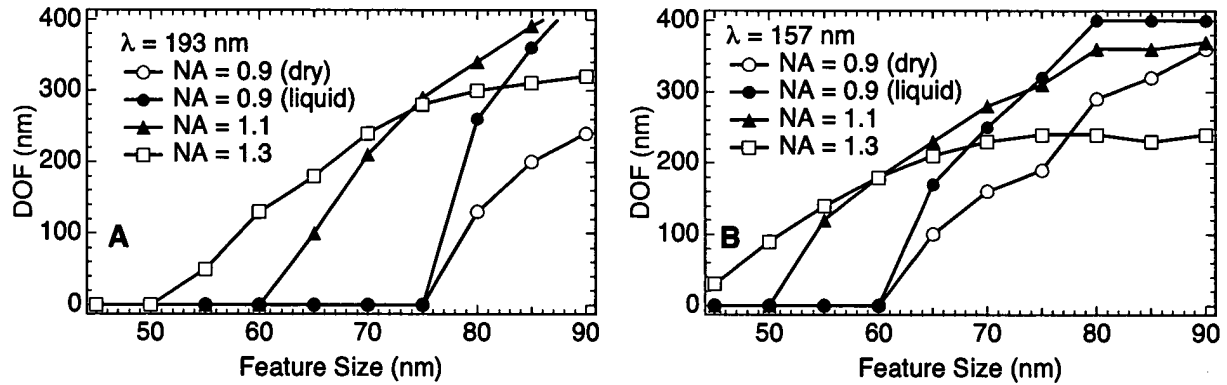 400
300
200
100
0
DOF (nm)
λ = 193 nm
NA = 0.9 (dry)
NA = 0.9 (liquid)
NA = 1.1
NA = 1.3
A
50 60 70 80 90
Feature Size (nm)
400
300
200
100
0
DOF (nm)
λ = 157 nm
NA = 0.9 (dry)
NA = 0.9 (liquid)
NA = 1.1
NA = 1.3
B
50 60 70 80 90
Feature Size (nm)